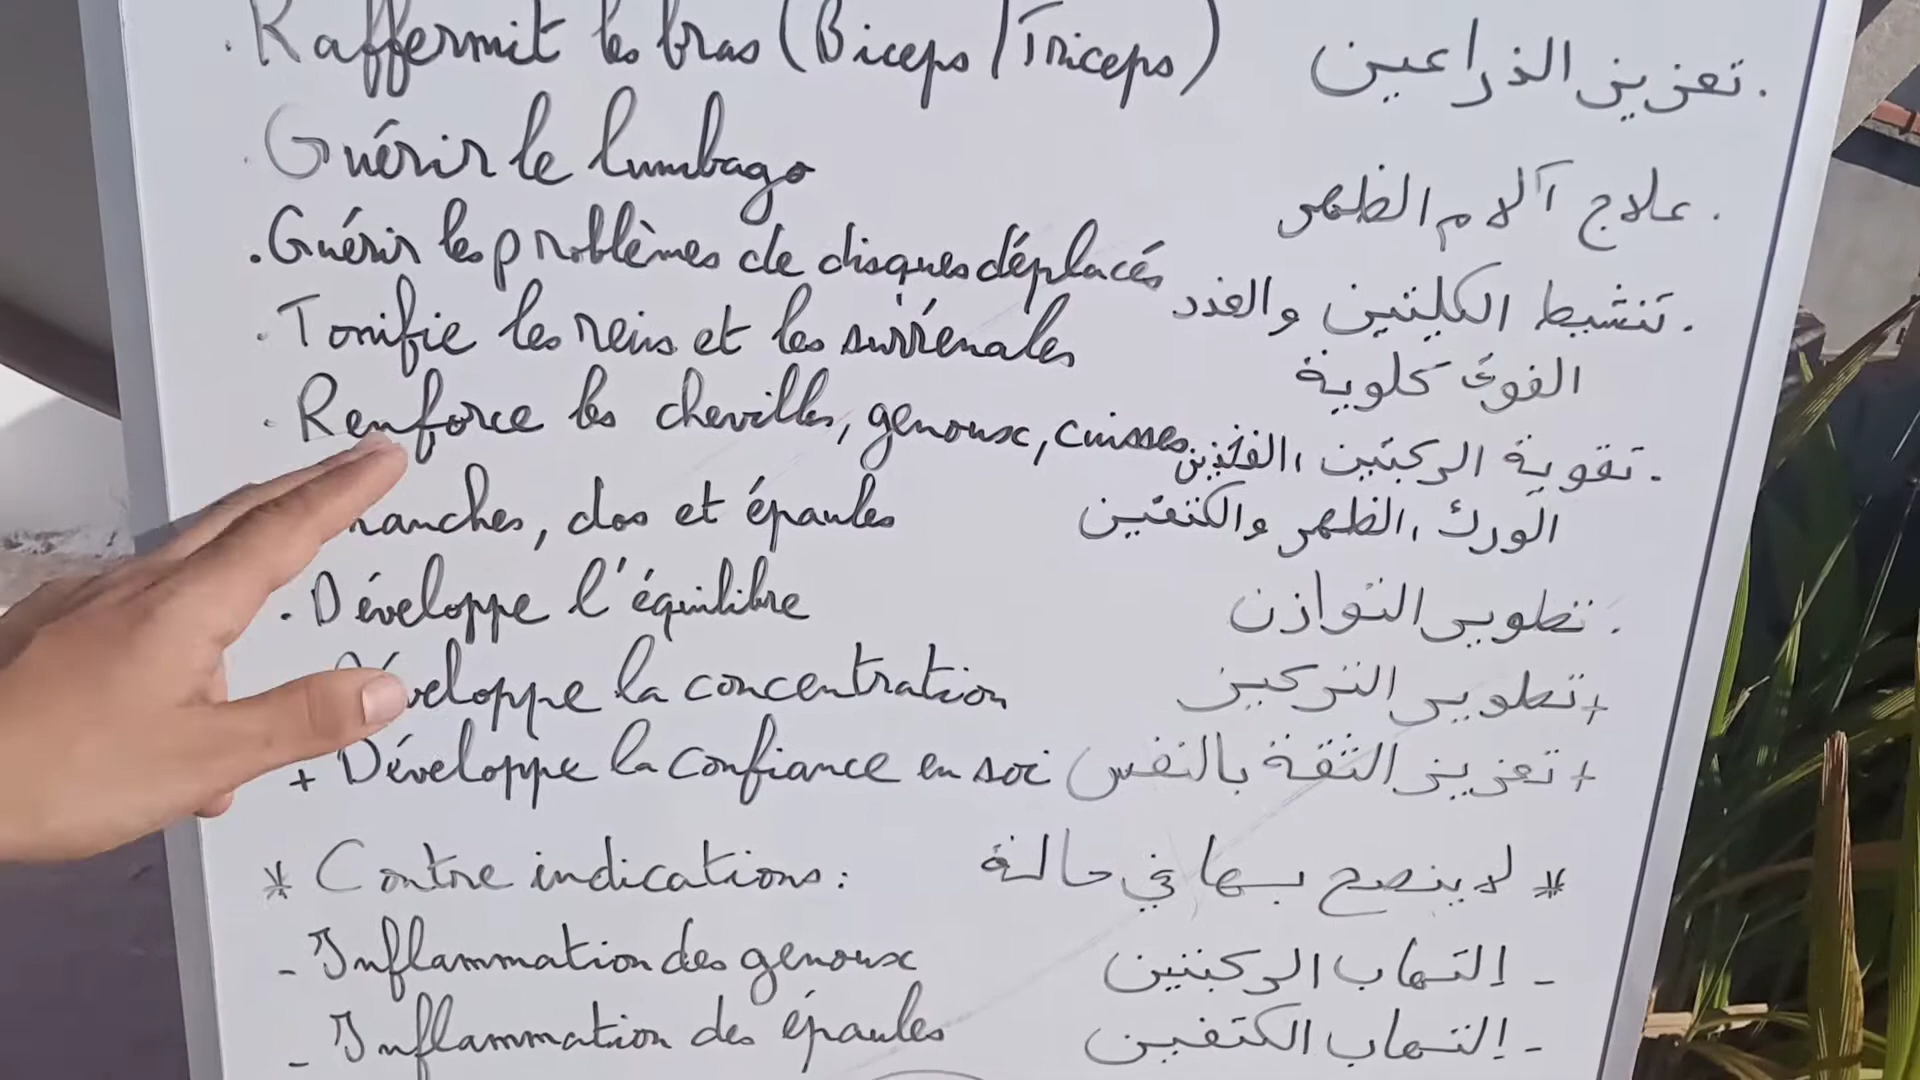 . Raffermit les bras (Biceps/Triceps)
. تعزيز الذراعين
. Guérir le lumbago
. علاج آلام الظهر
. Guérir les problèmes de disques déplacés
. Tonifie les reins et les surrénales
. تنشيط الكليتين والغدد
الفوق كلوية
. Renforce les chevilles, genoux, cuisses
hanches, dos et épaules
. تقوية الركبتين، الفخذين
الورك، الظهر والكتفين
. Développe l'équilibre
. تطوير التوازن
Développe la concentration
+ تطوير التركيز
+ Développe la confiance en soi
+ تعزيز الثقة بالنفس
* Contre indications :
* لا ينصح بها في حالة
- Inflammation des genoux
- إلتهاب الركبتين
- Inflammation des épaules
- إلتهاب الكتفين